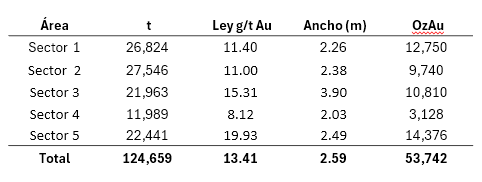 Área t Ley g/t Au Ancho (m) OzAu
Sector 1 26,824 11.40 2.26 12,750
Sector 2 27,546 11.00 2.38 9,740
Sector 3 21,963 15.31 3.90 10,810
Sector 4 11,989 8.12 2.03 3,128
Sector 5 22,441 19.93 2.49 14,376
Total 124,659 13.41 2.59 53,742